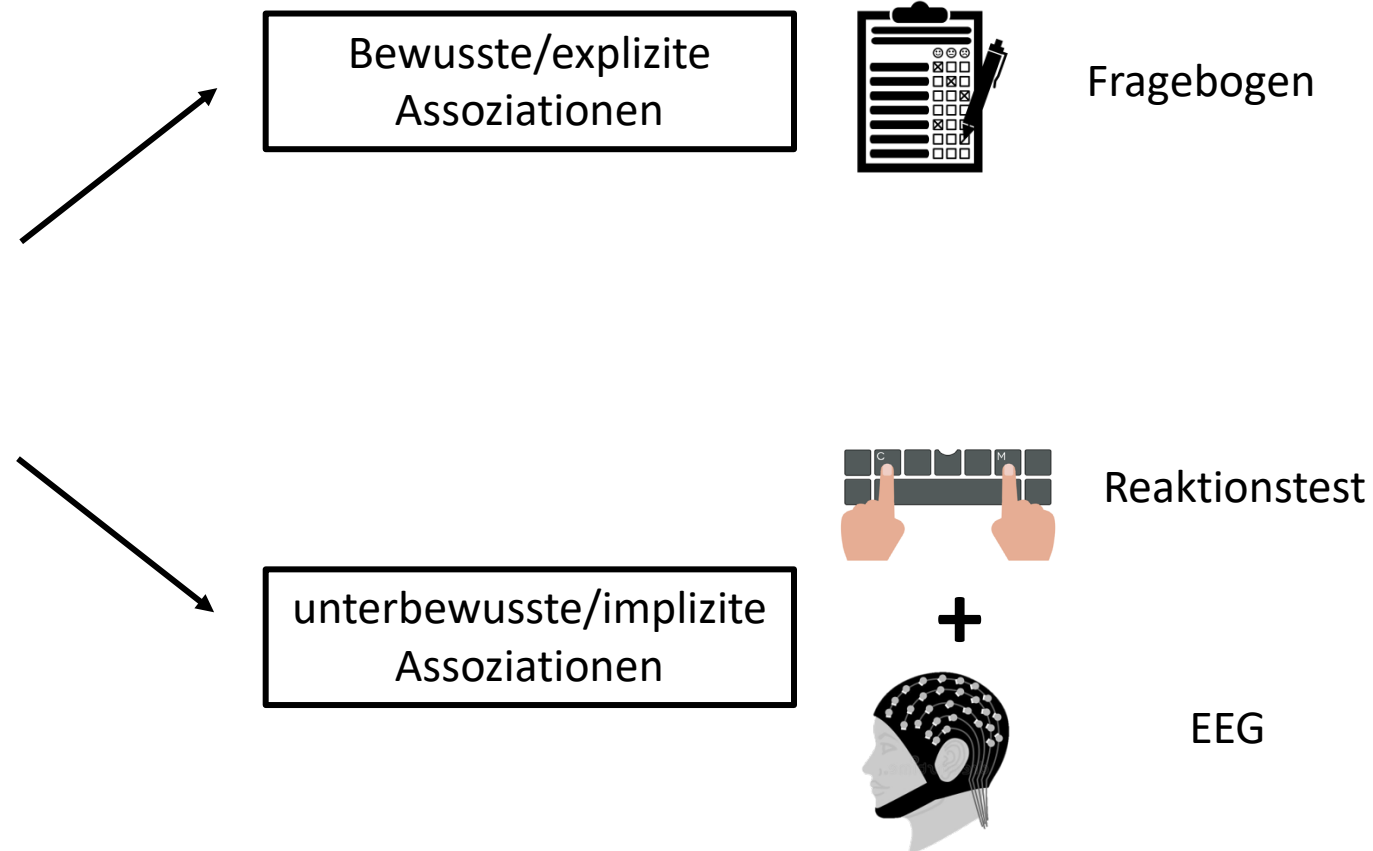 Bewusste/explizite
Assoziationen
Fragebogen
C
M
Reaktionstest
unterbewusste/implizite
Assoziationen
+
EEG